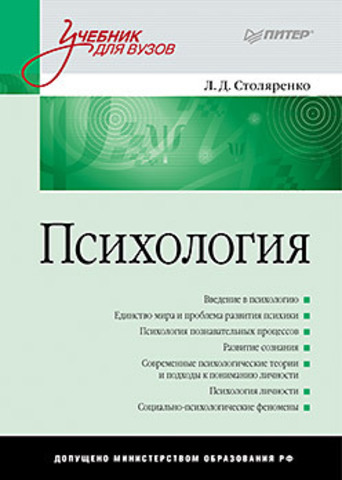 Учебник
для вузов
ПИТЕР®
Л. Д. Столяренко
Психология
Введение в психологию
Единство мира и проблема развития психики
Психология познавательных процессов
Развитие сознания
Современные психологические теории
и подходы к пониманию личности
Психология личности
Социально-психологические феномены
ДОПУЩЕНО МИНИСТЕРСТВОМ ОБРАЗОВАНИЯ РФ